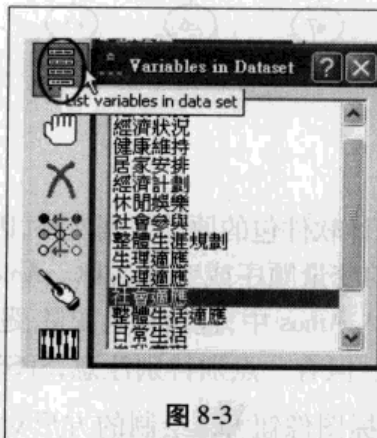 Variables in Dataset
List variables in data set
經濟狀況
健康維持
居家安排
經濟計劃
休閒娛樂
社會參與
整體生涯規劃
生理適應
心理適應
社會適應
整體生活適應
日常生活
图 8-3